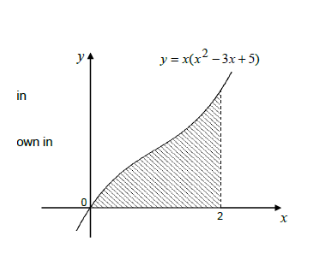 y
y = x(x² – 3x + 5)
in
own in
0
2
x